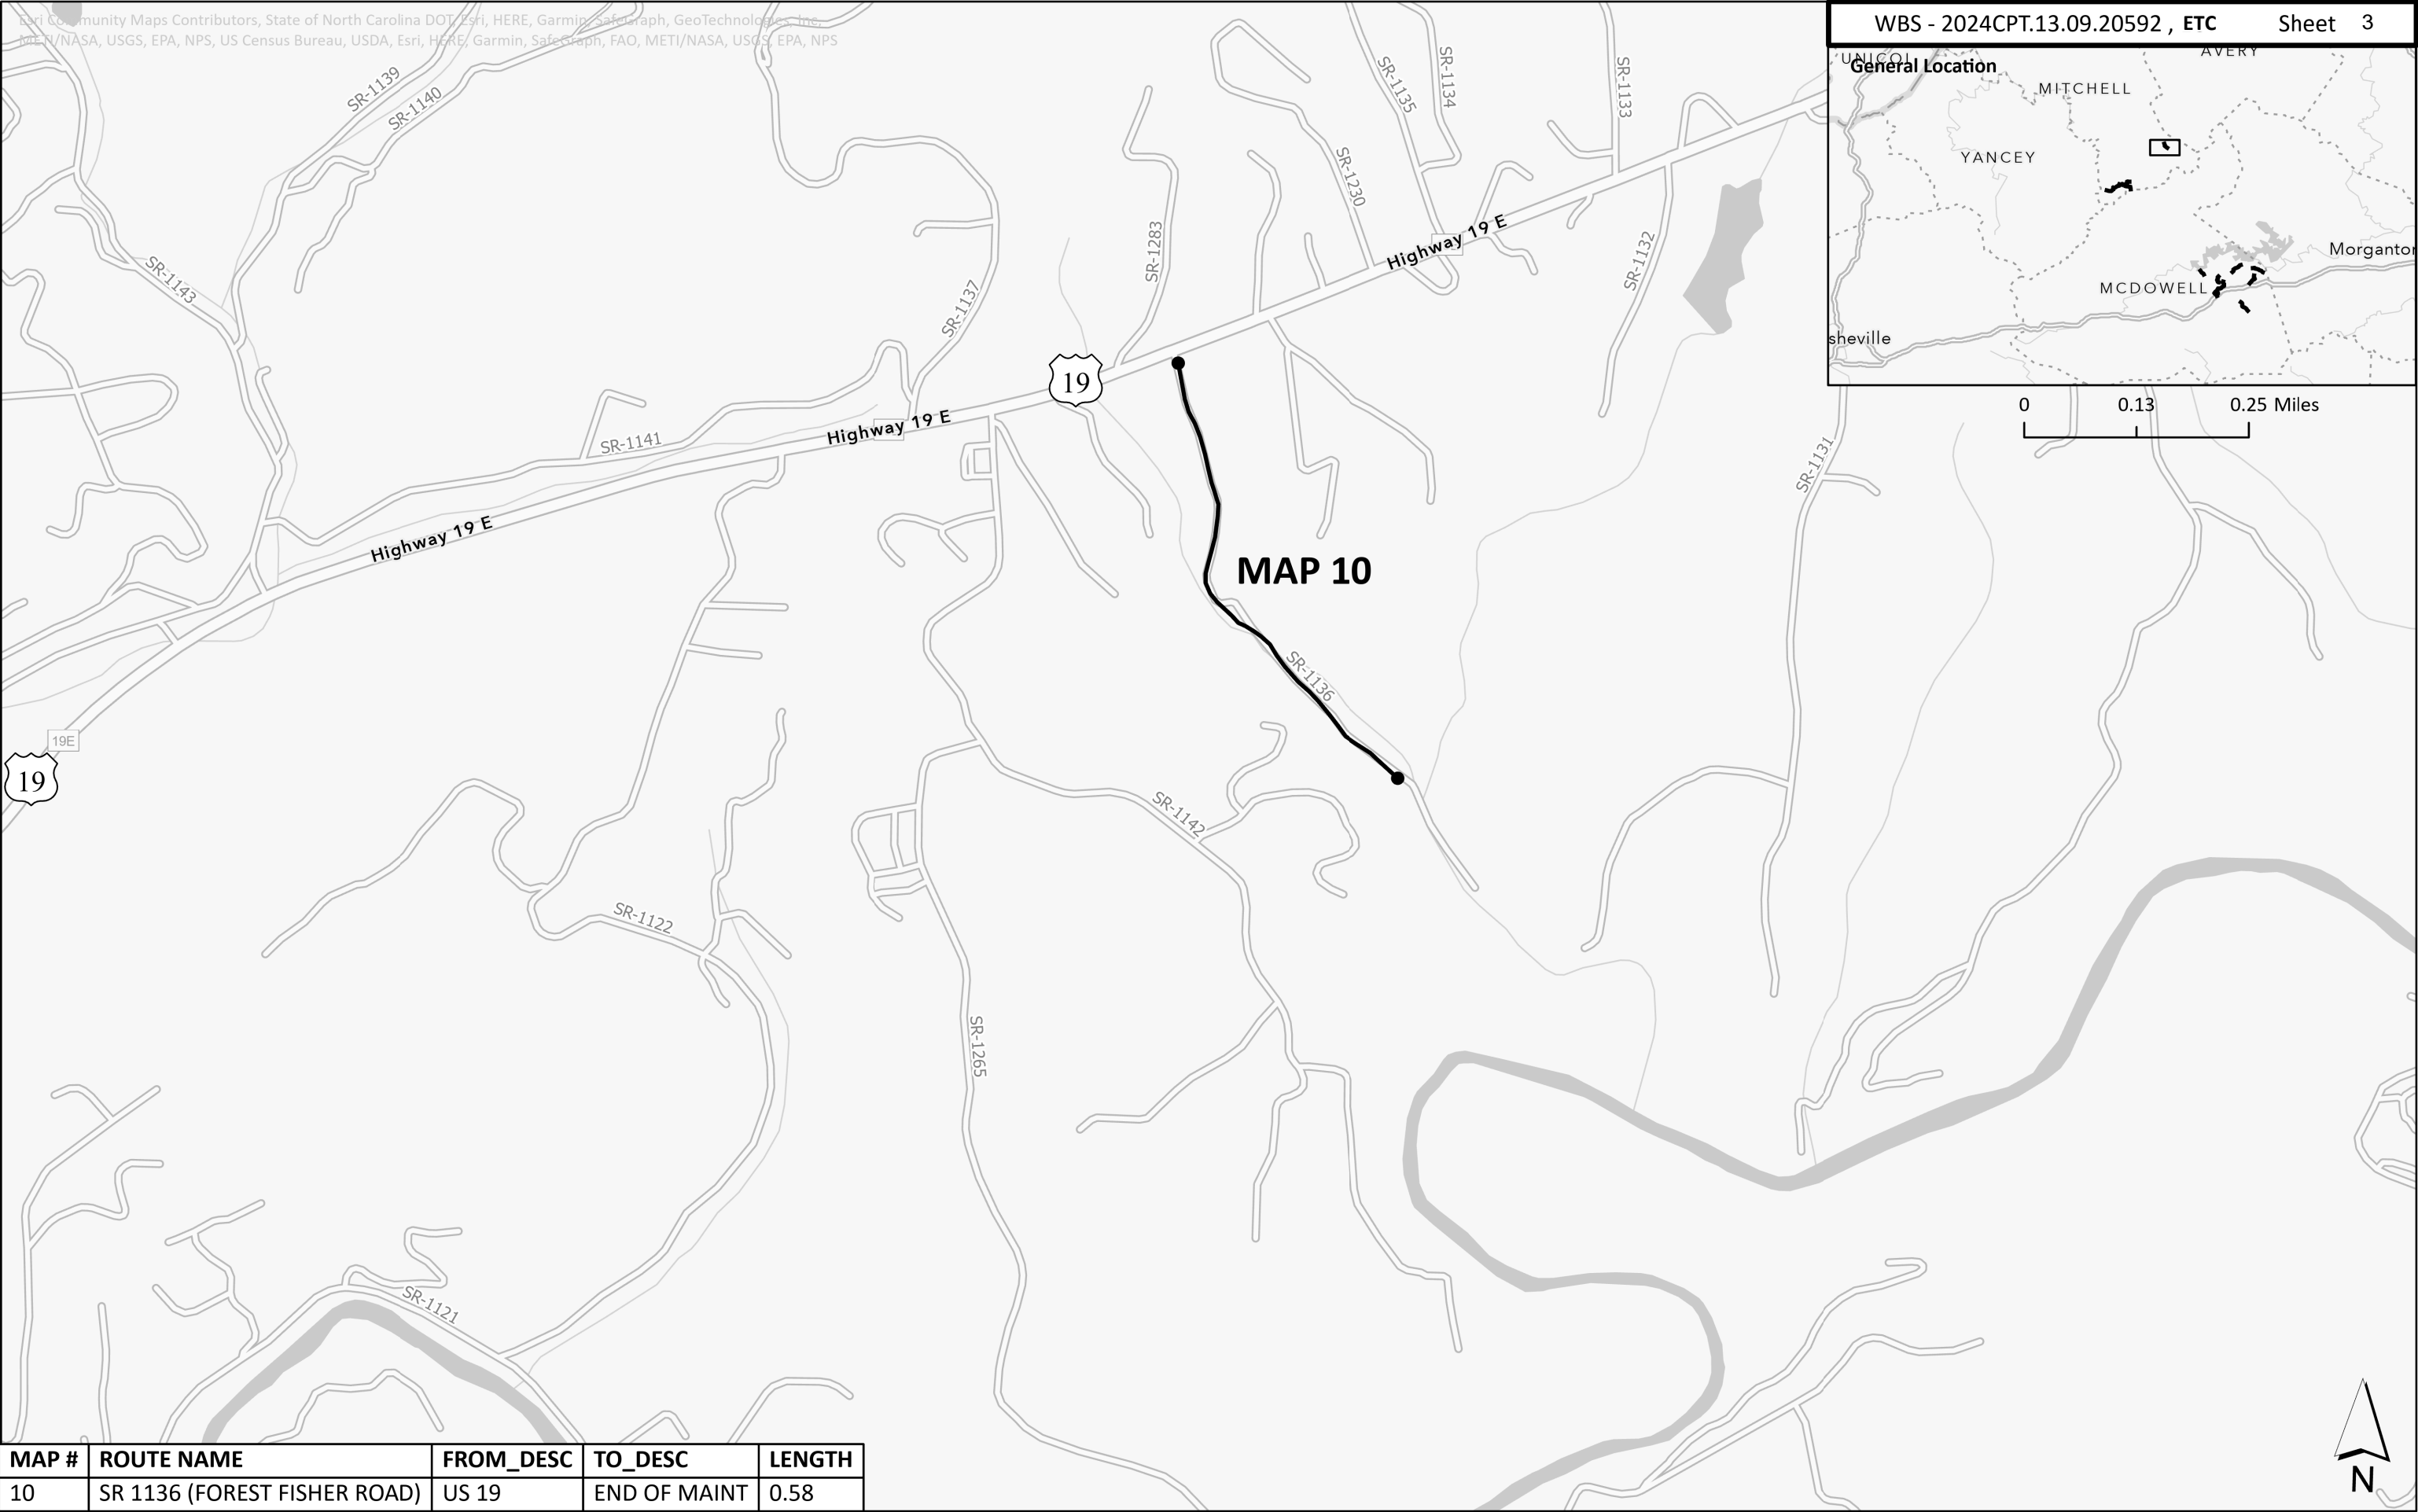 Esri Community Maps Contributors, State of North Carolina DOT, Esri, HERE, Garmin, SafeGraph, GeoTechnologies, Inc,
METI/NASA, USGS, EPA, NPS, US Census Bureau, USDA, Esri, HERE, Garmin, SafeGraph, FAO, METI/NASA, USGS, EPA, NPS
WBS - 2024CPT.13.09.20592 , ETC Sheet 3
UNICOI
AVERY
General Location
MITCHELL
YANCEY
Morganton
MCDOWELL
sheville
0 0.13 0.25 Miles
SR-1139
SR-1140
SR-1135
SR-1134
SR-1133
SR-1230
SR-1143
SR-1137
SR-1283
Highway 19 E
SR-1132
19
SR-1141
Highway 19 E
SR-1131
Highway 19 E
MAP 10
SR-1136
19E
19
SR-1142
SR-1122
SR-1265
SR-1121
N
MAP # ROUTE NAME FROM_DESC TO_DESC LENGTH
10 SR 1136 (FOREST FISHER ROAD) US 19 END OF MAINT 0.58